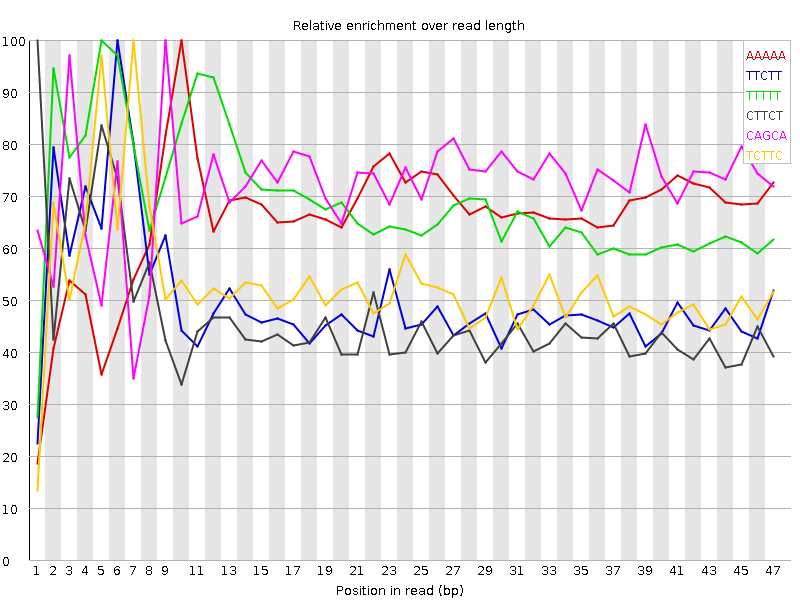 Relative enrichment over read length
100
90
80
70
60
50
40
30
20
10
0
AAAAA
TTCTT
TTTTT
CTTCT
CAGCA
TCTTC
1 2 3 4 5 6 7 8 9 11 13 15 17 19 21 23 25 27 29 31 33 35 37 39 41 43 45 47
Position in read (bp)